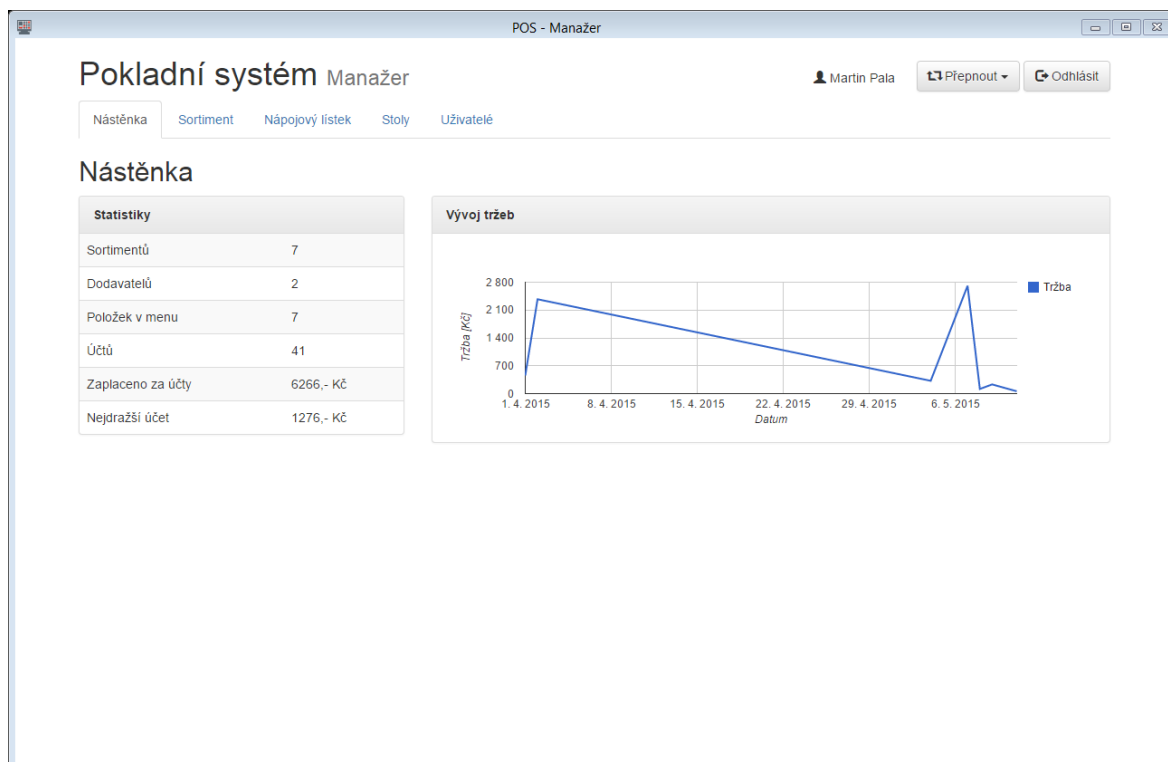 POS - Manažer
Pokladní systém Manažer
Martin Pala
Přepnout
Odhlásit
Nástěnka Sortiment Nápojový lístek Stoly Uživatelé
Nástěnka
Statistiky
Sortimentů 7
Dodavatelů 2
Položek v menu 7
Účtů 41
Zaplaceno za účty 6266,- Kč
Nejdražší účet 1276,- Kč
Vývoj tržeb
Tržba [Kč]
2 800
2 100
1 400
700
0
1. 4. 2015 8. 4. 2015 15. 4. 2015 22. 4. 2015 29. 4. 2015 6. 5. 2015
Datum
Tržba